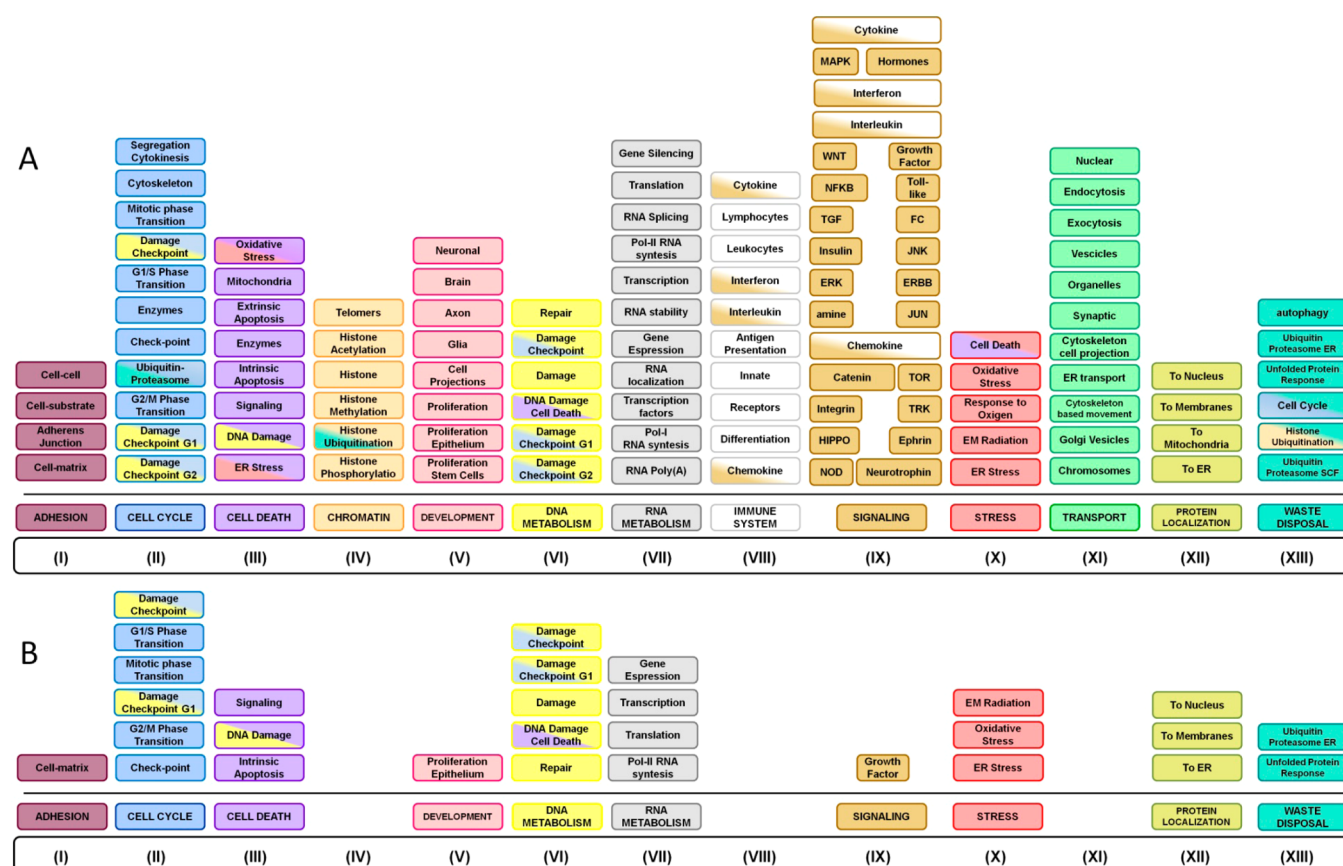 A
Cell-cell
Cell-substrate
Adherens
Junction
Cell-matrix
ADHESION
(I)
Segregation
Cytokinesis
Cytoskeleton
Mitotic phase
Transition
Damage
Checkpoint
G1/S Phase
Transition
Enzymes
Check-point
Ubiquitin-
Proteasome
G2/M Phase
Transition
Damage
Checkpoint G1
Damage
Checkpoint G2
CELL CYCLE
(II)
Oxidative
Stress
Mitochondria
Extrinsic
Apoptosis
Enzymes
Intrinsic
Apoptosis
Signaling
DNA Damage
ER Stress
CELL DEATH
(III)
Telomers
Histone
Acetylation
Histone
Histone
Methylation
Histone
Ubiquitination
Histone
Phosphorylatio
CHROMATIN
(IV)
Neuronal
Brain
Axon
Glia
Cell
Projections
Proliferation
Proliferation
Epithelium
Proliferation
Stem Cells
DEVELOPMENT
(V)
Repair
Damage
Checkpoint
Damage
DNA Damage
Cell Death
Damage
Checkpoint G1
Damage
Checkpoint G2
DNA
METABOLISM
(VI)
Gene Silencing
Translation
RNA Splicing
Pol-II RNA
syntesis
Transcription
RNA stability
Gene
Espression
RNA
localization
Transcription
factors
Pol-I
RNA syntesis
RNA Poly(A)
RNA
METABOLISM
(VII)
Cytokine
Lymphocytes
Leukocytes
Interferon
Interleukin
Antigen
Presentation
Innate
Receptors
Differentiation
Chemokine
IMMUNE
SYSTEM
(VIII)
Cytokine
MAPK
Hormones
Interferon
Interleukin
WNT
Growth
Factor
NFKB
Toll-
like
TGF
FC
Insulin
JNK
ERK
ERBB
amine
JUN
Chemokine
Catenin
TOR
Integrin
TRK
HIPPO
Ephrin
NOD
Neurotrophin
SIGNALING
(IX)
Cell Death
Oxidative
Stress
Response to
Oxigen
EM Radiation
ER Stress
STRESS
(X)
Nuclear
Endocytosis
Exocytosis
Vescicles
Organelles
Synaptic
Cytoskeleton
cell projection
ER transport
Cytoskeleton
based movement
Golgi Vesicles
Chromosomes
TRANSPORT
(XI)
To Nucleus
To Membranes
To
Mitochondria
To ER
PROTEIN
LOCALIZATION
(XII)
autophagy
Ubiquitin
Proteasome ER
Unfolded Protein
Response
Cell Cycle
Histone
Ubiquitination
Ubiquitin
Proteasome SCF
WASTE
DISPOSAL
(XIII)
B
Cell-matrix
ADHESION
(I)
Damage
Checkpoint
G1/S Phase
Transition
Mitotic phase
Transition
Damage
Checkpoint G1
G2/M Phase
Transition
Check-point
CELL CYCLE
(II)
Signaling
DNA Damage
Intrinsic
Apoptosis
CELL DEATH
(III)
(IV)
Proliferation
Epithelium
DEVELOPMENT
(V)
Damage
Checkpoint
Damage
Checkpoint G1
Damage
DNA Damage
Cell Death
Repair
DNA
METABOLISM
(VI)
Gene
Espression
Transcription
Translation
Pol-II RNA
syntesis
RNA
METABOLISM
(VII)
(VIII)
Growth
Factor
SIGNALING
(IX)
EM Radiation
Oxidative
Stress
ER Stress
STRESS
(X)
(XI)
To Nucleus
To Membranes
To ER
PROTEIN
LOCALIZATION
(XII)
Ubiquitin
Proteasome ER
Unfolded Protein
Response
WASTE
DISPOSAL
(XIII)